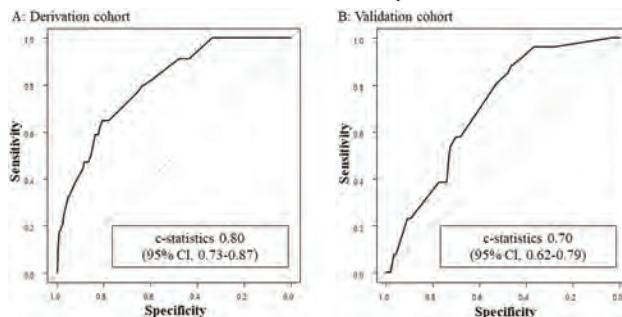 A: Derivation cohort
1.0
0.8
0.6
0.4
0.2
0.0
Sensitivity
c-statistics 0.80
(95% CI, 0.73-0.87)
1.0 0.8 0.6 0.4 0.2 0.0
Specificity
B: Validation cohort
1.0
0.8
0.6
0.4
0.2
0.0
Sensitivity
c-statistics 0.70
(95% CI, 0.62-0.79)
1.0 0.8 0.6 0.4 0.2 0.0
Specificity